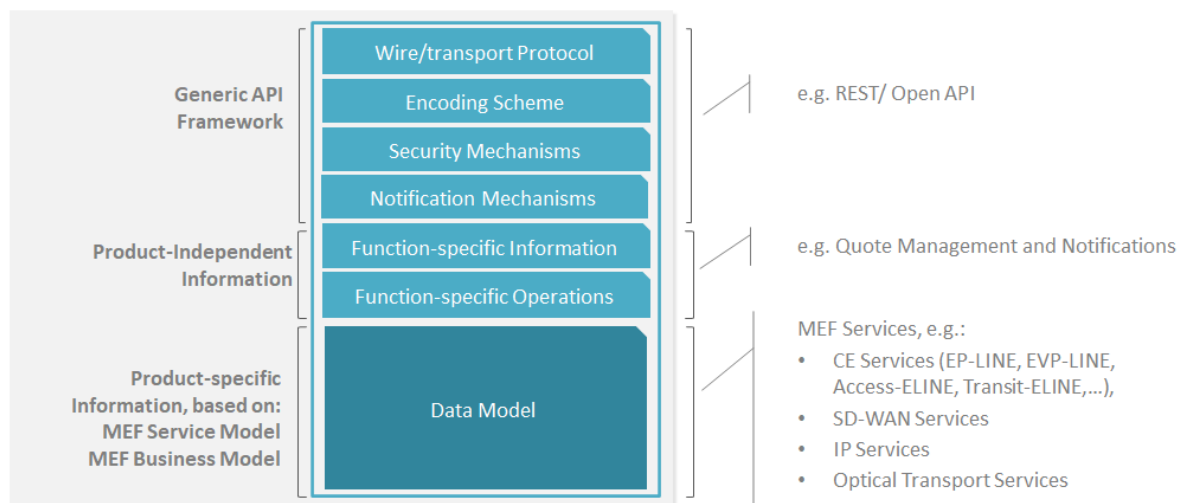 Wire/transport Protocol
Encoding Scheme
Security Mechanisms
Notification Mechanisms
Function-specific Information
Function-specific Operations
Data Model
Generic API
Framework
Product-Independent
Information
Product-specific
Information, based on:
MEF Service Model
MEF Business Model
e.g. REST/ Open API
e.g. Quote Management and Notifications
MEF Services, e.g.:
• CE Services (EP-LINE, EVP-LINE,
Access-ELINE, Transit-ELINE,...),
• SD-WAN Services
• IP Services
• Optical Transport Services